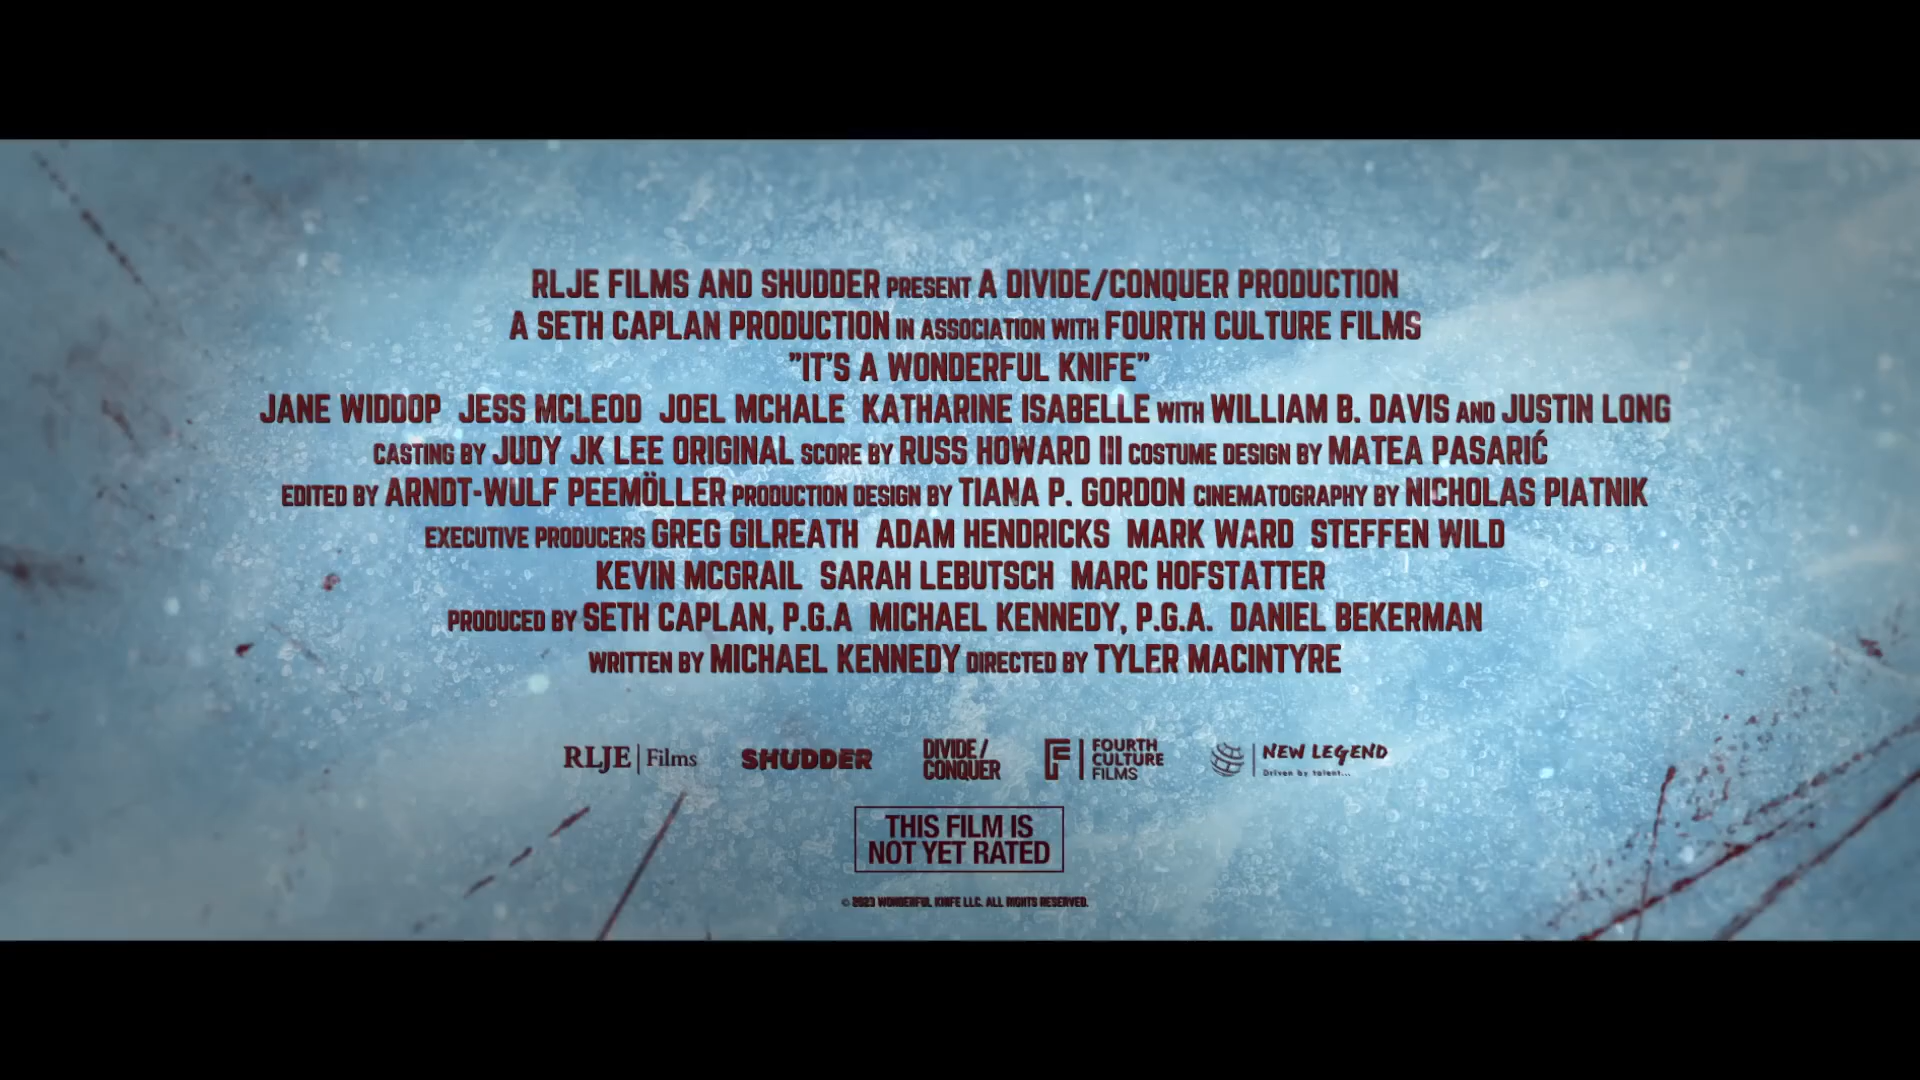 RLJE FILMS AND SHUDDER PRESENT A DIVIDE/CONQUER PRODUCTION
A SETH CAPLAN PRODUCTION IN ASSOCIATION WITH FOURTH CULTURE FILMS
"IT'S A WONDERFUL KNIFE"
JANE WIDDOP JESS MCLEOD JOEL MCHALE KATHARINE ISABELLE WITH WILLIAM B. DAVIS AND JUSTIN LONG
CASTING BY JUDY JK LEE ORIGINAL SCORE BY RUSS HOWARD III COSTUME DESIGN BY MATEA PASARIĆ
EDITED BY ARNDT-WULF PEEMÖLLER PRODUCTION DESIGN BY TIANA P. GORDON CINEMATOGRAPHY BY NICHOLAS PIATNIK
EXECUTIVE PRODUCERS GREG GILREATH ADAM HENDRICKS MARK WARD STEFFEN WILD
KEVIN MCGRAIL SARAH LEBUTSCH MARC HOFSTATTER
PRODUCED BY SETH CAPLAN, P.G.A MICHAEL KENNEDY, P.G.A. DANIEL BEKERMAN
WRITTEN BY MICHAEL KENNEDY DIRECTED BY TYLER MACINTYRE
RLJE | Films
SHUDDER
DIVIDE/
CONQUER
FOURTH
CULTURE
FILMS
NEW LEGEND
Driven by talent...
THIS FILM IS
NOT YET RATED
© 2023 WONDERFUL KNIFE LLC. ALL RIGHTS RESERVED.